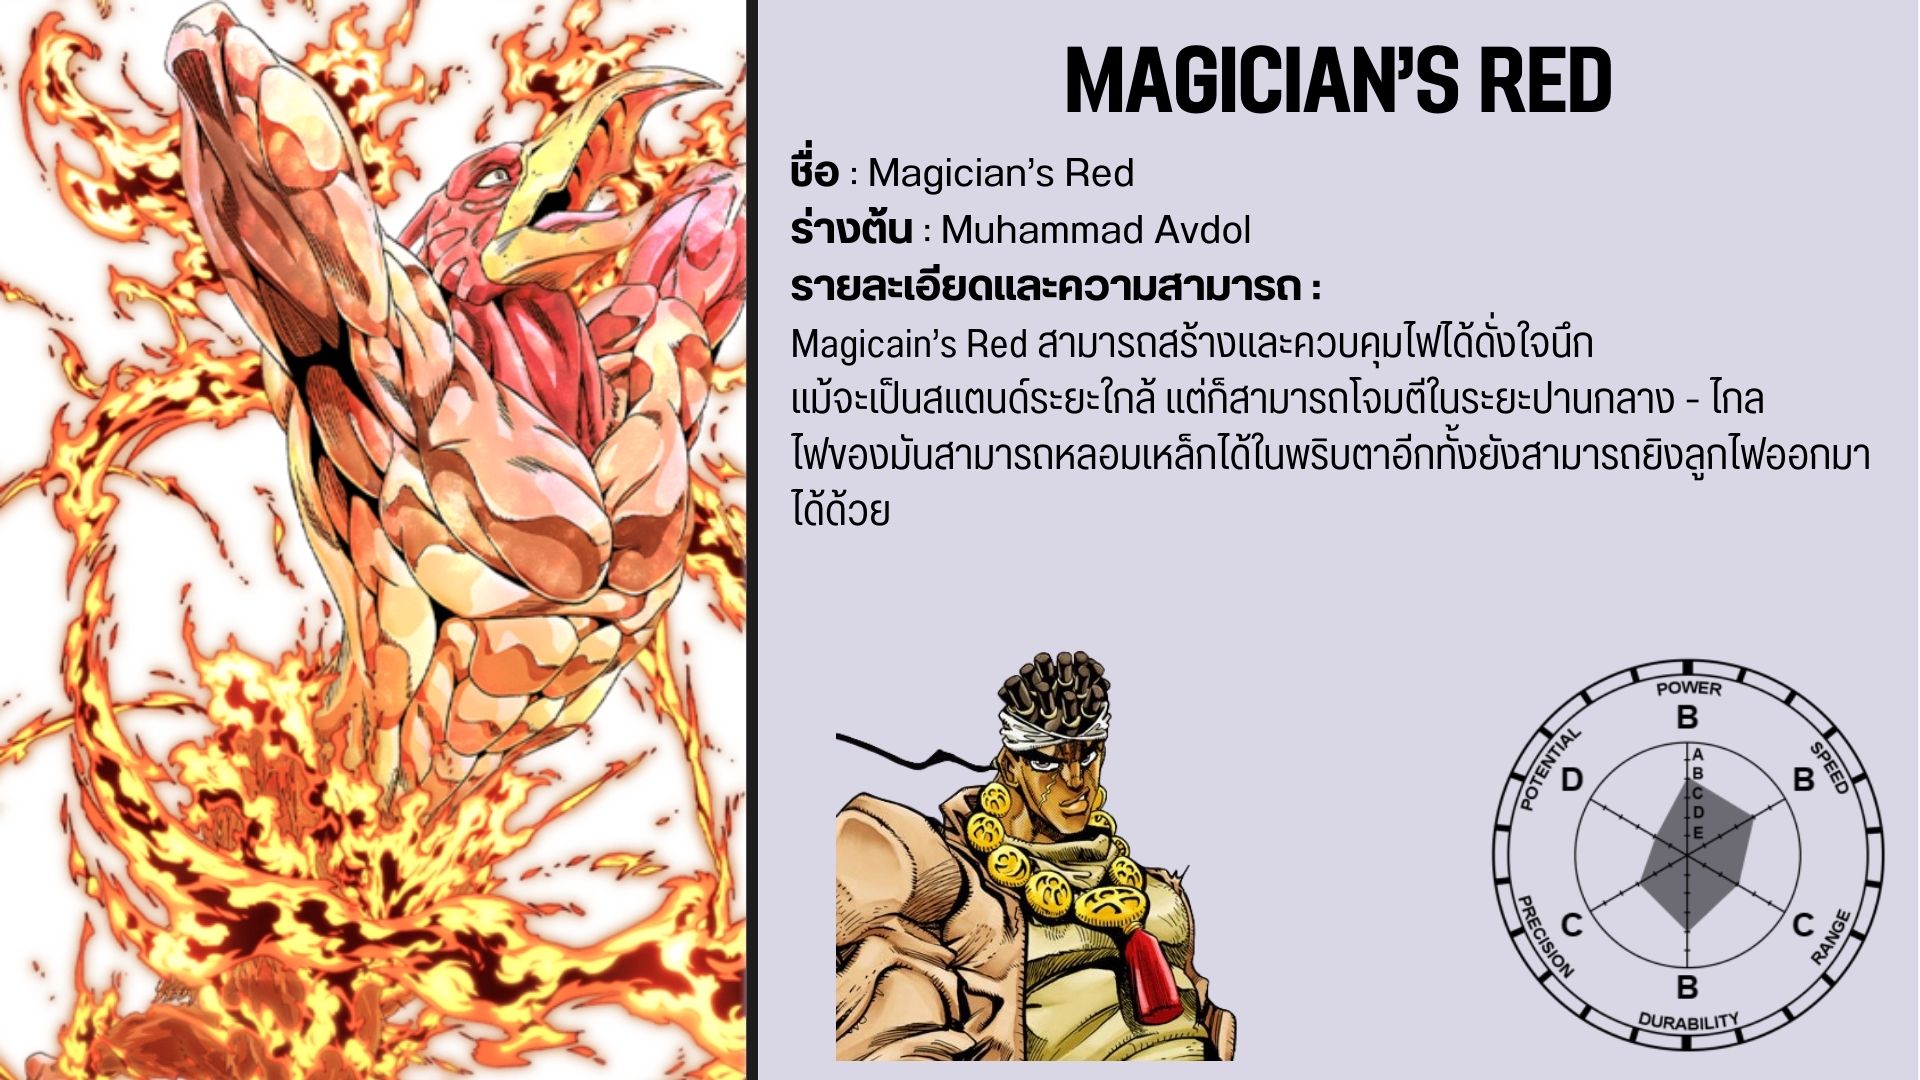 MAGICIAN'S RED
ชื่อ : Magician's Red
ร่างต้น : Muhammad Avdol
รายละเอียดและความสามารถ :
Magicain's Red สามารถสร้างและควบคุมไฟได้ดั่งใจนึก
แม้จะเป็นสแตนด์ระยะใกล้ แต่ก็สามารถโจมตีในระยะปานกลาง - ไกล
ไฟของมันสามารถหลอมเหล็กได้ในพริบตาอีกทั้งยังสามารถยิงลูกไฟออกมา
ได้ด้วย
POWER
B
SPEED
B
RANGE
C
DURABILITY
B
PRECISION
C
POTENTIAL
D
A
B
C
D
E